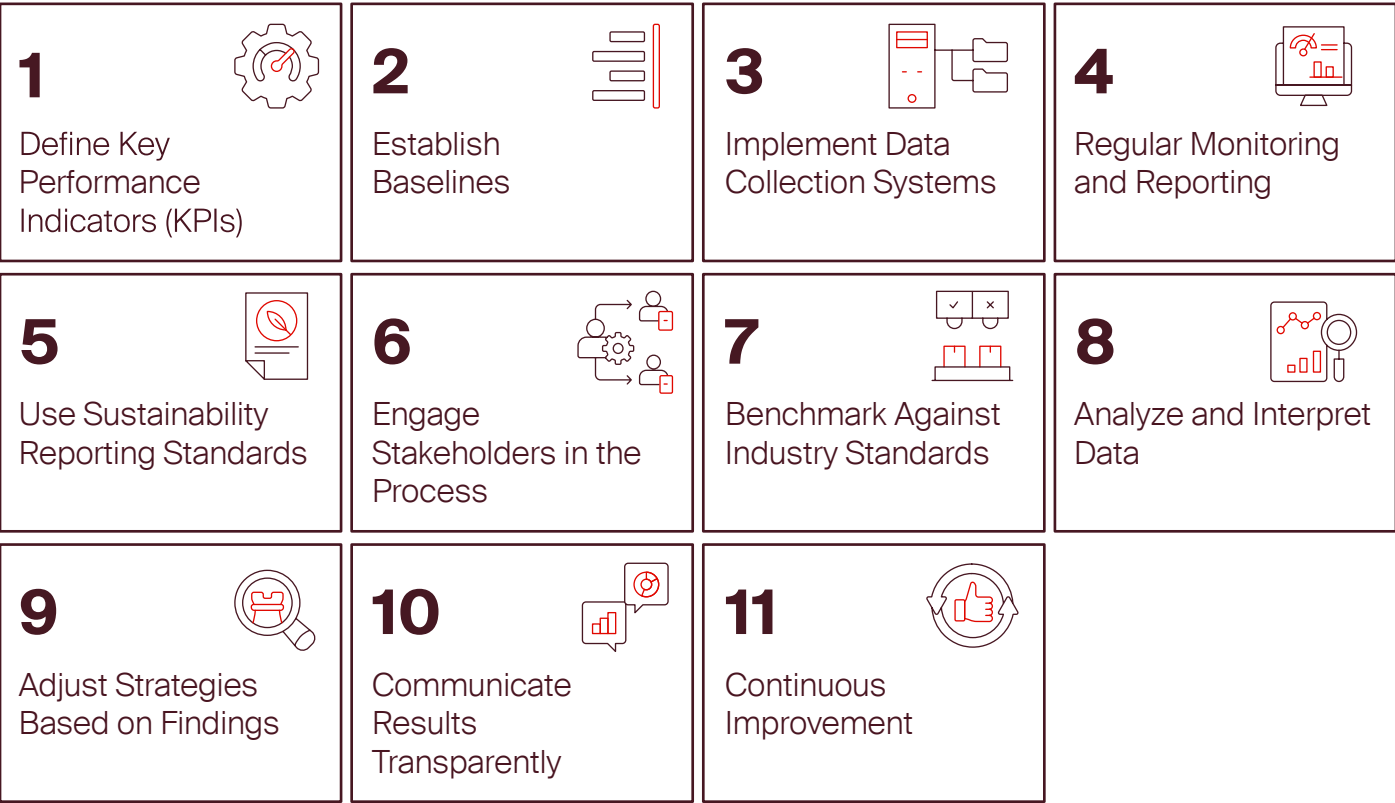 1
Define Key
Performance
Indicators (KPIs)
2
Establish
Baselines
3
Implement Data
Collection Systems
4
Regular Monitoring
and Reporting
5
Use Sustainability
Reporting Standards
6
Engage
Stakeholders in the
Process
7
Benchmark Against
Industry Standards
8
Analyze and Interpret
Data
9
Adjust Strategies
Based on Findings
10
Communicate
Results
Transparently
11
Continuous
Improvement